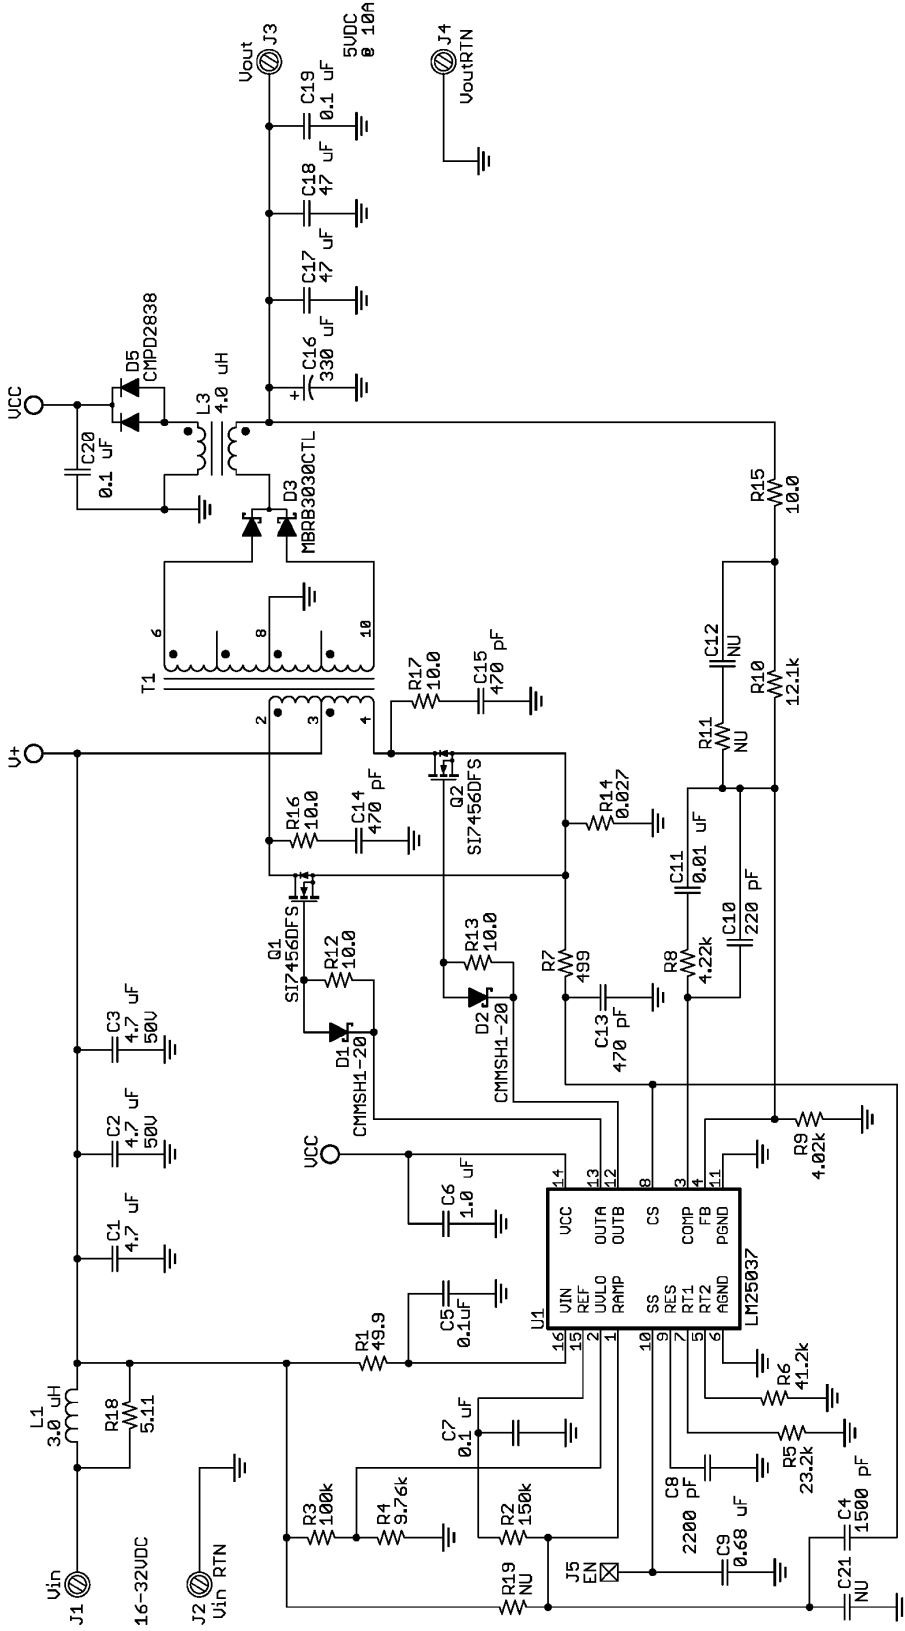 J1
Vin
16-32VDC
J2
Vin RTN
L1
3.0 uH
R18
5.11
C1
4.7 uF
C2
4.7 uF
50V
C3
4.7 uF
50V
V+
VCC
C20
0.1 uF
D5
CMPD2838
L3
4.0 uH
D3
MBRB3030CTL
T1
6
8
10
2
3
4
C16
330 uF
+
C17
47 uF
C18
47 uF
C19
0.1 uF
Vout
J3
5VDC
@ 10A
J4
VoutRTN
R16
10.0
C14
470 pF
R17
10.0
C15
470 pF
Q1
SI7456DFS
Q2
SI7456DFS
R12
10.0
D1
CMMSH1-20
R13
10.0
D2
CMMSH1-20
R14
0.027
R7
499
C13
470 pF
R8
4.22k
C11
0.01 uF
C10
220 pF
R11
NU
C12
NU
R10
12.1k
R15
10.0
R9
4.02k
VCC
C6
1.0 uF
C5
0.1uF
R1
49.9
U1
LM25037
16 VIN
15 REF
2 UVLO
1 RAMP
10 SS
9 RES
7 RT1
5 RT2
6 AGND
VCC 14
OUTA 13
OUTB 12
CS 8
COMP 3
FB 4
PGND 11
C7
0.1 uF
R3
100k
R4
9.76k
R2
150k
R19
NU
J5
EN
C9
0.68 uF
C8
2200 pF
R5
23.2k
R6
41.2k
C4
1500 pF
C21
NU